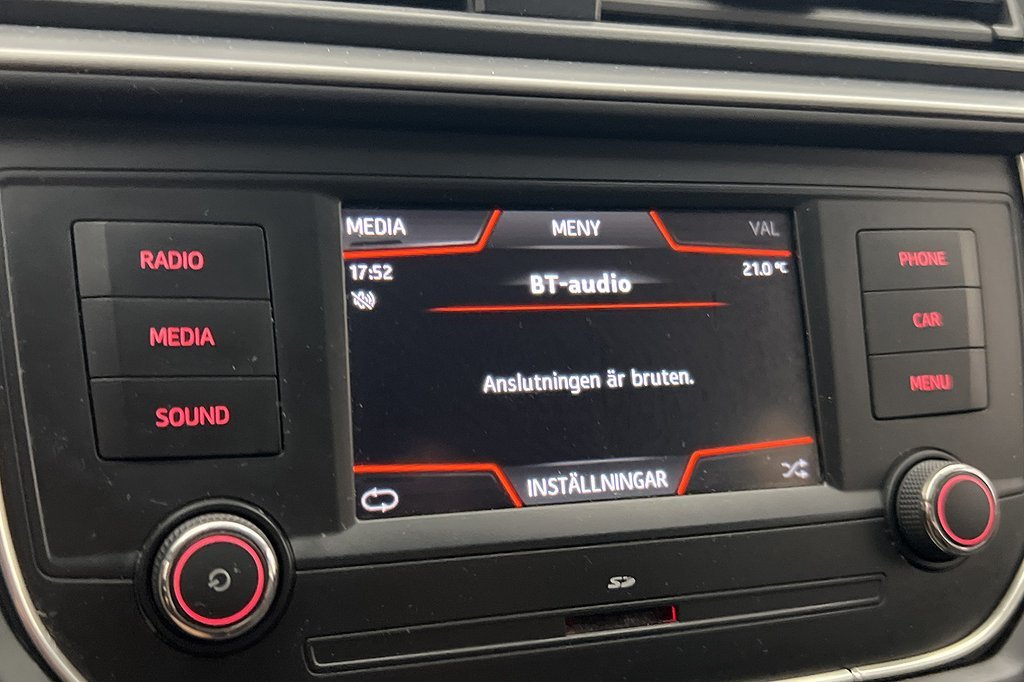 MEDIA MENY VAL
17:52 BT-audio 21.0 °C
Anslutningen är bruten.
INSTÄLLNINGAR
RADIO
MEDIA
SOUND
PHONE
CAR
MENU
SD